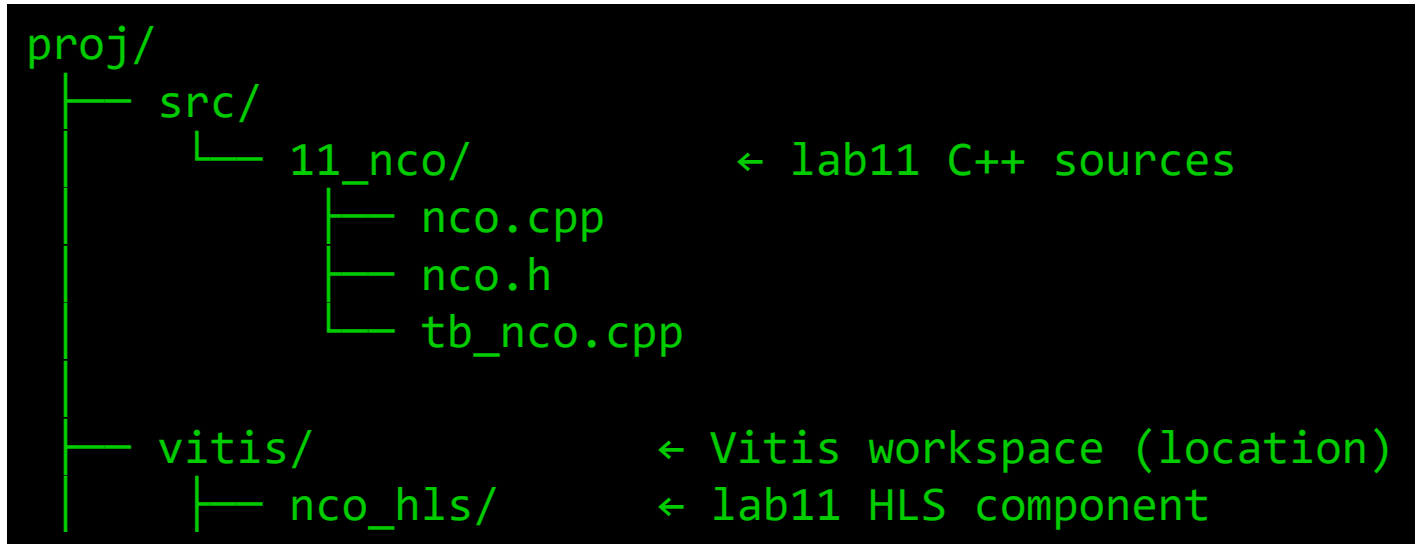 proj/
├── src/
│   └── 11_nco/          ← lab11 C++ sources
│       ├── nco.cpp
│       ├── nco.h
│       └── tb_nco.cpp
│
├── vitis/             ← Vitis workspace (location)
│   ├── nco_hls/      ← lab11 HLS component